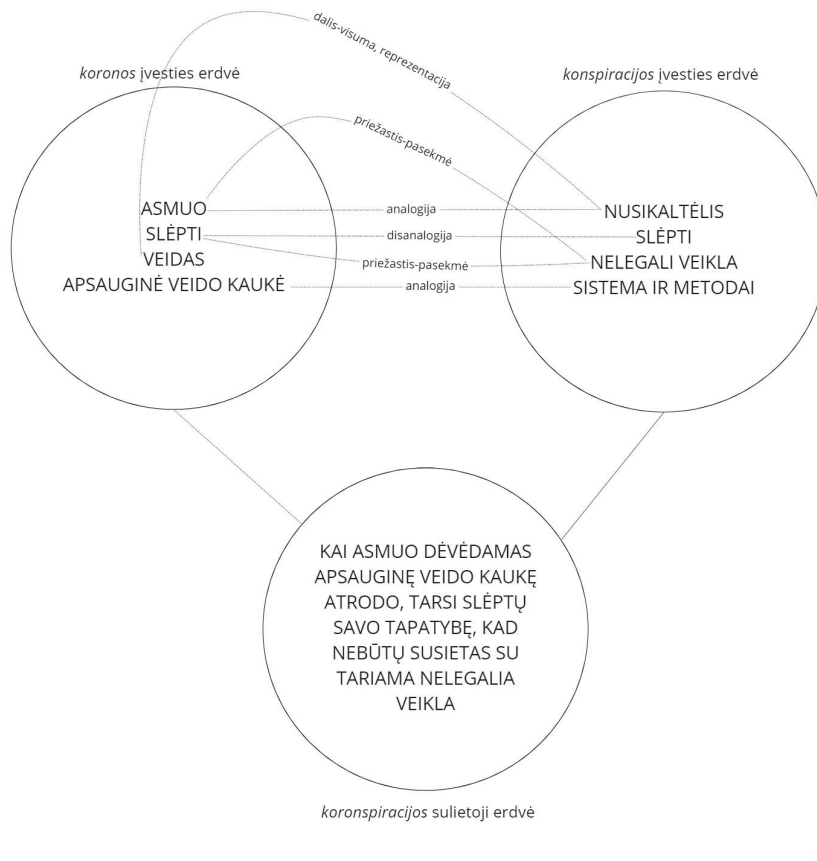 dalis-visuma, reprezentacija
koronos įvesties erdvė
konspiracijos įvesties erdvė
priežastis-pasekmė
ASMUO
analogija
NUSIKALTĖLIS
SLĖPTI
disanalogija
SLĖPTI
VEIDAS
priežastis-pasekmė
NELEGALI VEIKLA
APSAUGINĖ VEIDO KAUKĖ
analogija
SISTEMA IR METODAI
KAI ASMUO DĖVĖDAMAS
APSAUGINĘ VEIDO KAUKĘ
ATRODO, TARSI SLĖPTŲ
SAVO TAPATYBĘ, KAD
NEBŪTŲ SUSIETAS SU
TARIAMA NELEGALIA
VEIKLA
koronspiracijos sulietoji erdvė